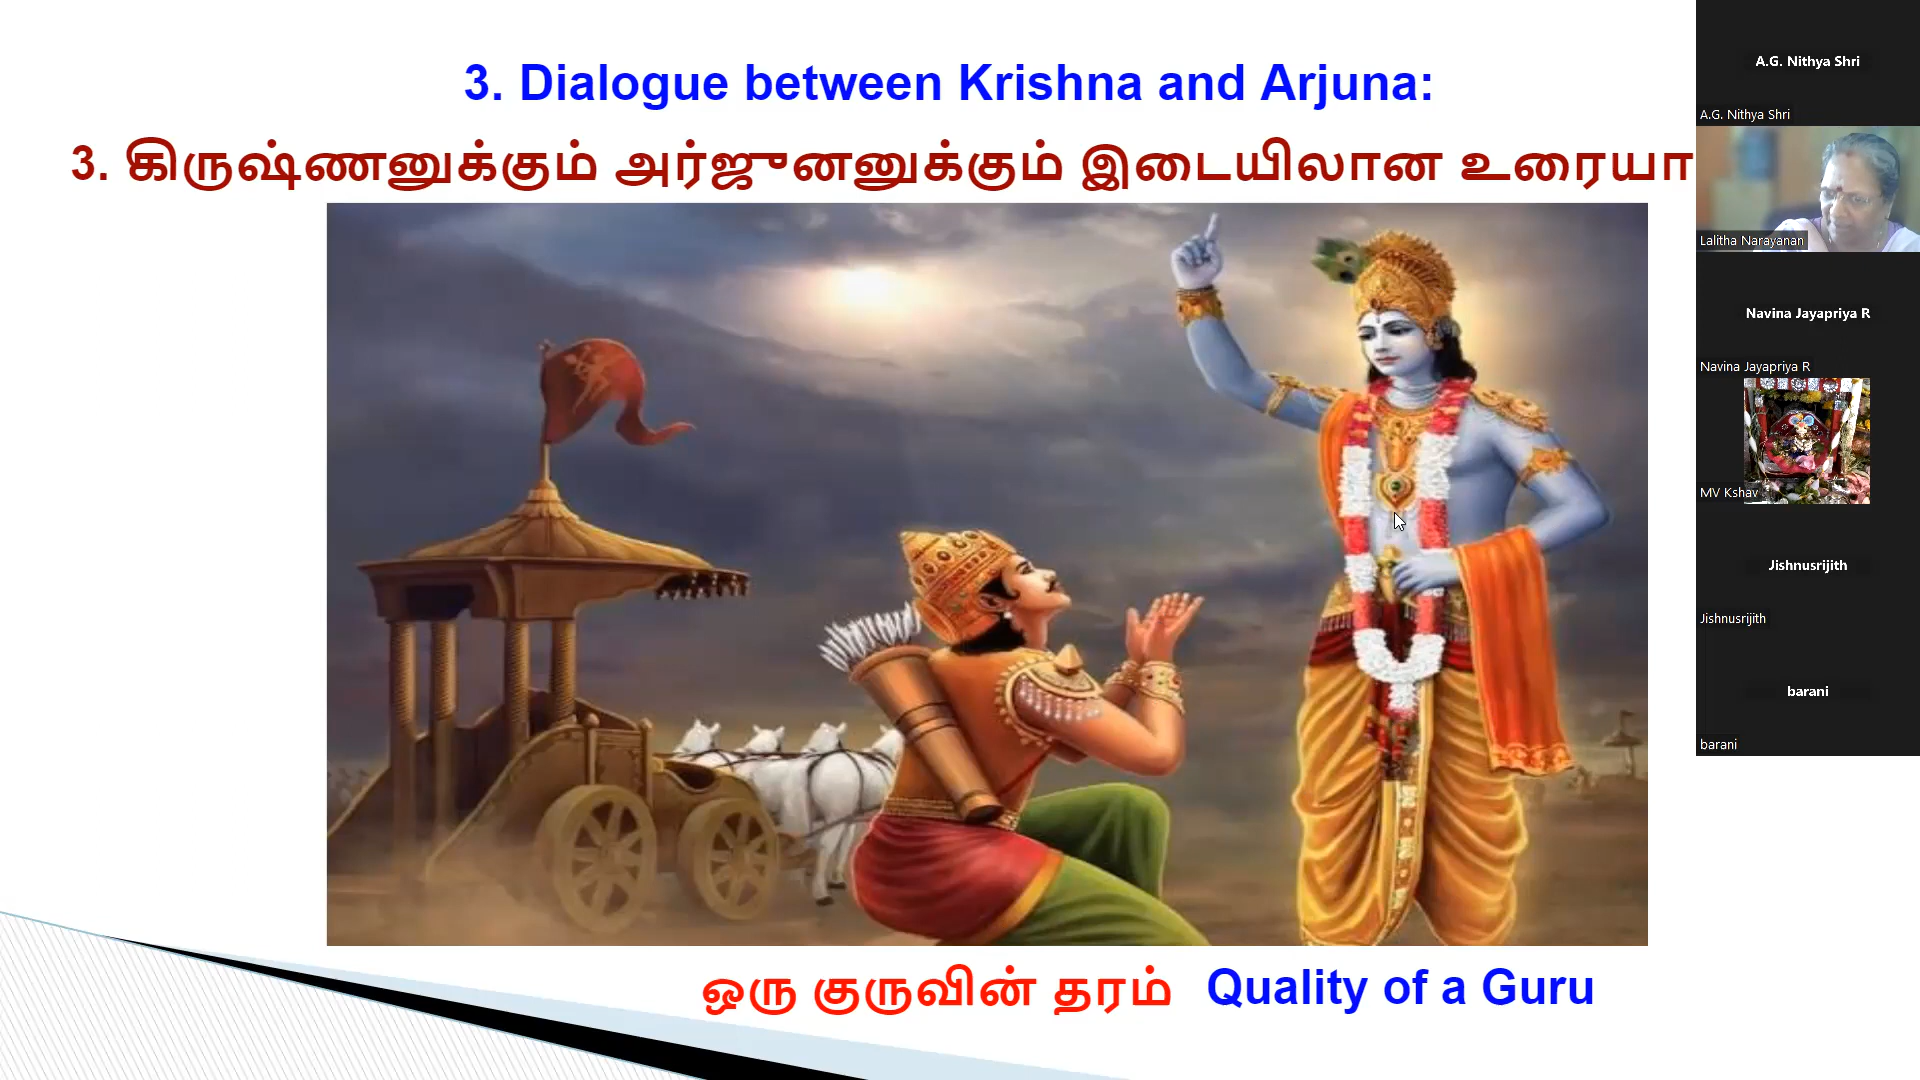 3. Dialogue between Krishna and Arjuna:
3. கிருஷ்ணனுக்கும் அர்ஜுனனுக்கும் இடையிலான உரையா
ஒரு குருவின் தரம் Quality of a Guru
A.G. Nithya Shri
A.G. Nithya Shri
Lalitha Narayanan
Navina Jayapriya R
Navina Jayapriya R
MV Kshav
Jishnusrijith
Jishnusrijith
barani
barani